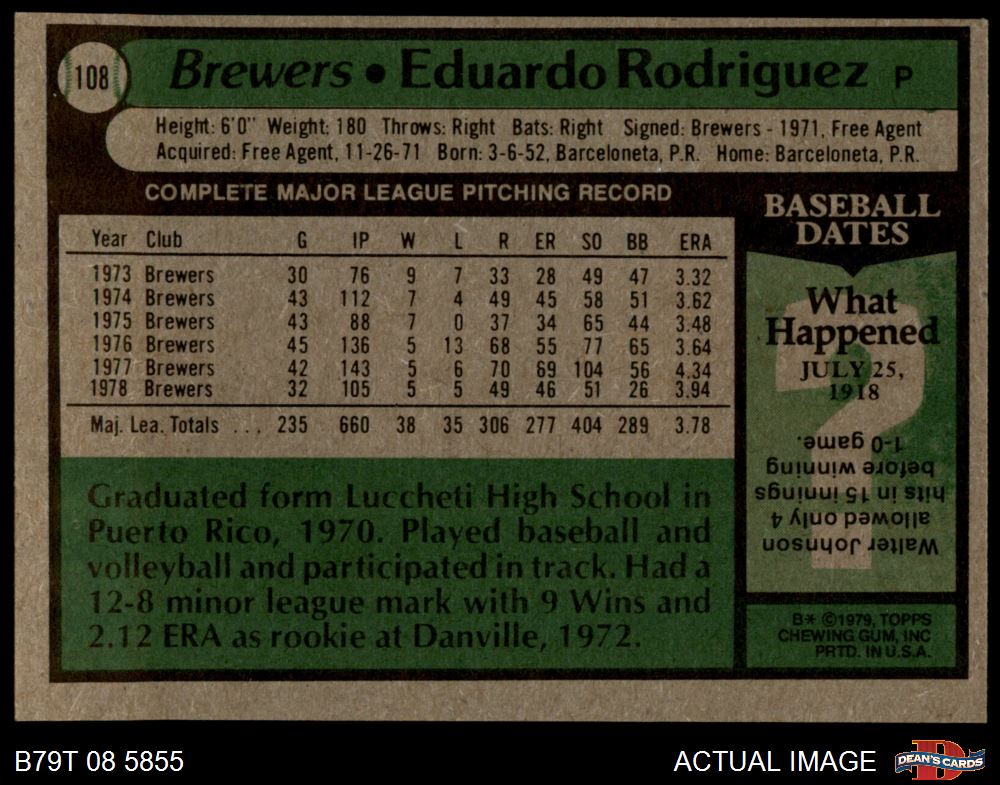 108 Brewers • Eduardo Rodriguez P
Height: 6'0" Weight: 180 Throws: Right Bats: Right Signed: Brewers - 1971, Free Agent
Acquired: Free Agent, 11-26-71 Born: 3-6-52, Barceloneta, P.R. Home: Barceloneta, P.R.
COMPLETE MAJOR LEAGUE PITCHING RECORD
Year Club G IP W L R ER SO BB ERA
1973 Brewers 30 76 9 7 33 28 49 47 3.32
1974 Brewers 43 112 7 4 49 45 58 51 3.62
1975 Brewers 43 88 7 0 37 34 65 44 3.48
1976 Brewers 45 136 5 13 68 55 77 65 3.64
1977 Brewers 42 143 5 6 70 69 104 56 4.34
1978 Brewers 32 105 5 5 49 46 51 26 3.94
Maj. Lea. Totals . . . 235 660 38 35 306 277 404 289 3.78
Graduated form Luccheti High School in
Puerto Rico, 1970. Played baseball and
volleyball and participated in track. Had a
12-8 minor league mark with 9 Wins and
2.12 ERA as rookie at Danville, 1972.
BASEBALL
DATES
What
Happened
JULY 25,
1918
?
Walter Johnson
allowed only 4
hits in 15 innings
before winning
1-0 game.
B* ©1979, TOPPS
CHEWING GUM, INC
PRTD. IN U.S.A.
B79T 08 5855
ACTUAL IMAGE
DEAN'S CARDS